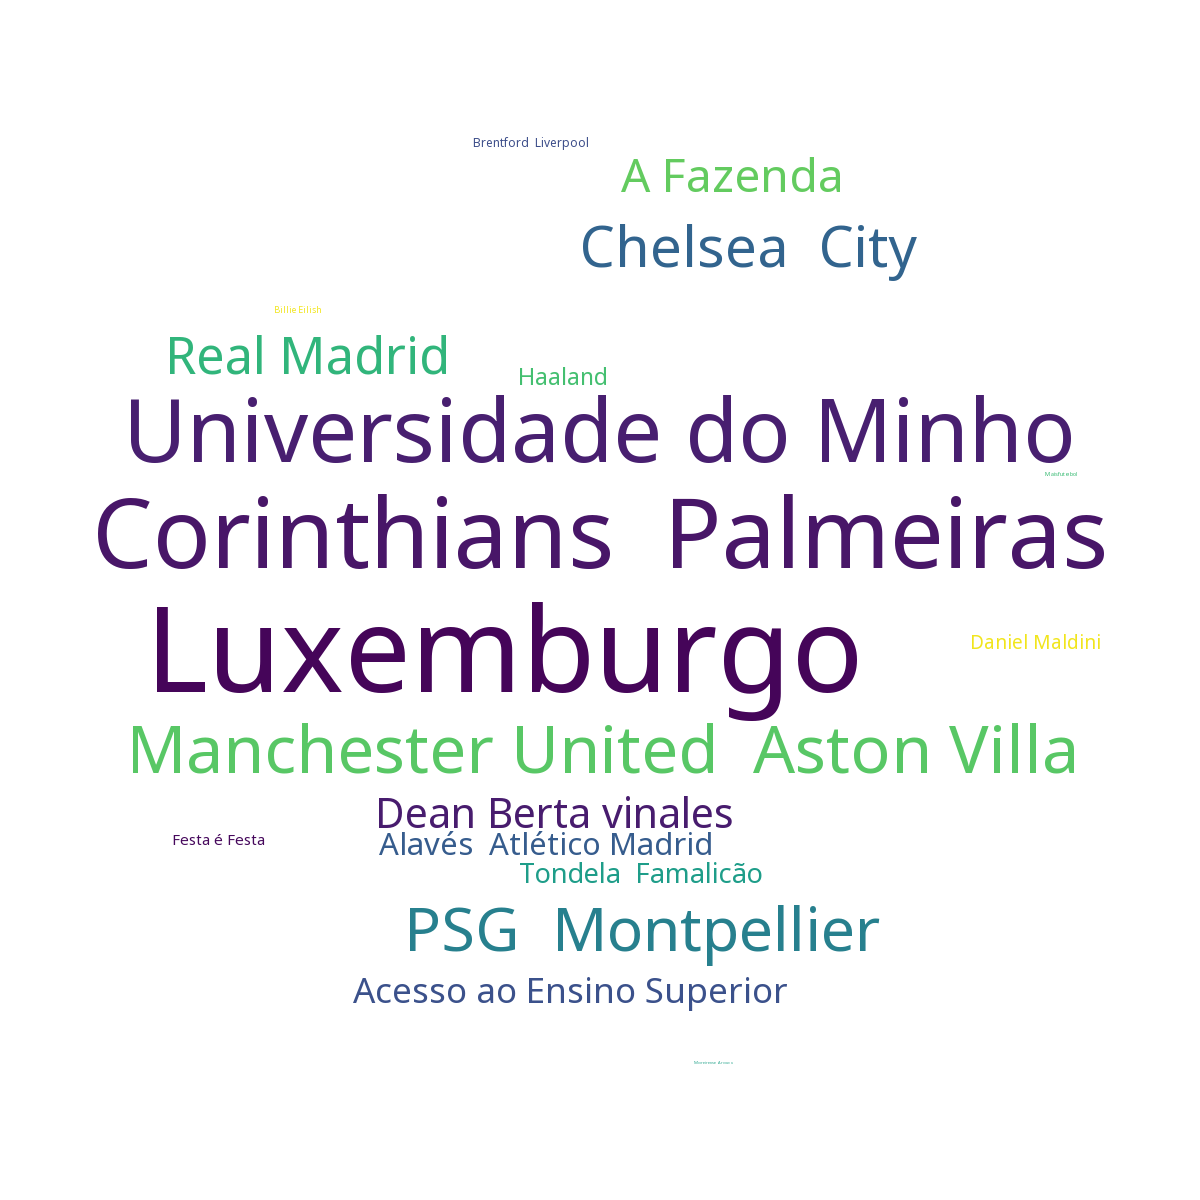 Brentford Liverpool
A Fazenda
Chelsea City
Billie Eilish
Real Madrid
Haaland
Universidade do Minho
Corinthians Palmeiras
Luxemburgo
Daniel Maldini
Manchester United Aston Villa
Dean Berta vinales
Festa é Festa
Alavés Atlético Madrid
Tondela Famalicão
PSG Montpellier
Acesso ao Ensino Superior